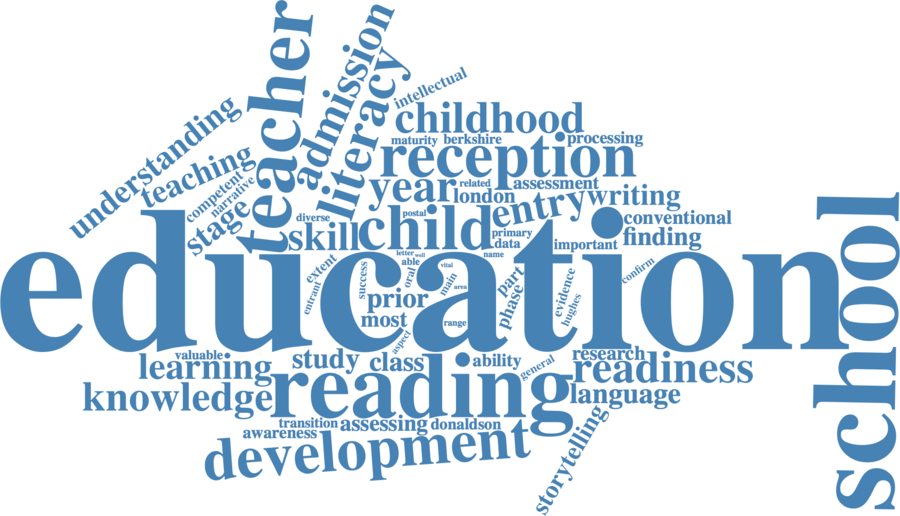 teacher
admission
literacy
intellectual
understanding
teaching
childhood
maturity
berkshire
processing
reception
competent
narrative
stage
year
related
assessment
london
diverse
postal
entry
writing
skill
child
primary
data
conventional
important
finding
name
letter
well
able
education
school
extent
entrant
success
oral
vital
main
area
part
phase
evidence
hughes
confirm
prior
most
range
aspect
valuable
learning
study
class
ability
general
research
readiness
knowledge
reading
language
transition
assessing
donaldson
awareness
development
storytelling